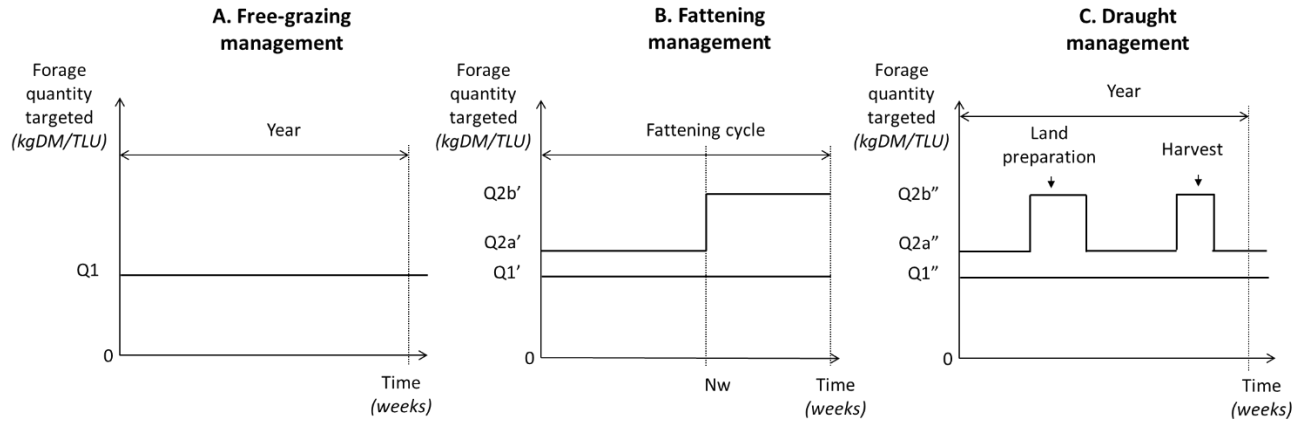 A. Free-grazing
management
Forage
quantity
targeted
(kgDM/TLU)
Year
Q1
0
Time
(weeks)
B. Fattening
management
Forage
quantity
targeted
(kgDM/TLU)
Fattening cycle
Q2b’
Q2a’
Q1’
0
Nw
Time
(weeks)
C. Draught
management
Forage
quantity
targeted
(kgDM/TLU)
Year
Land
preparation
Harvest
Q2b’’
Q2a’’
Q1’’
0
Time
(weeks)